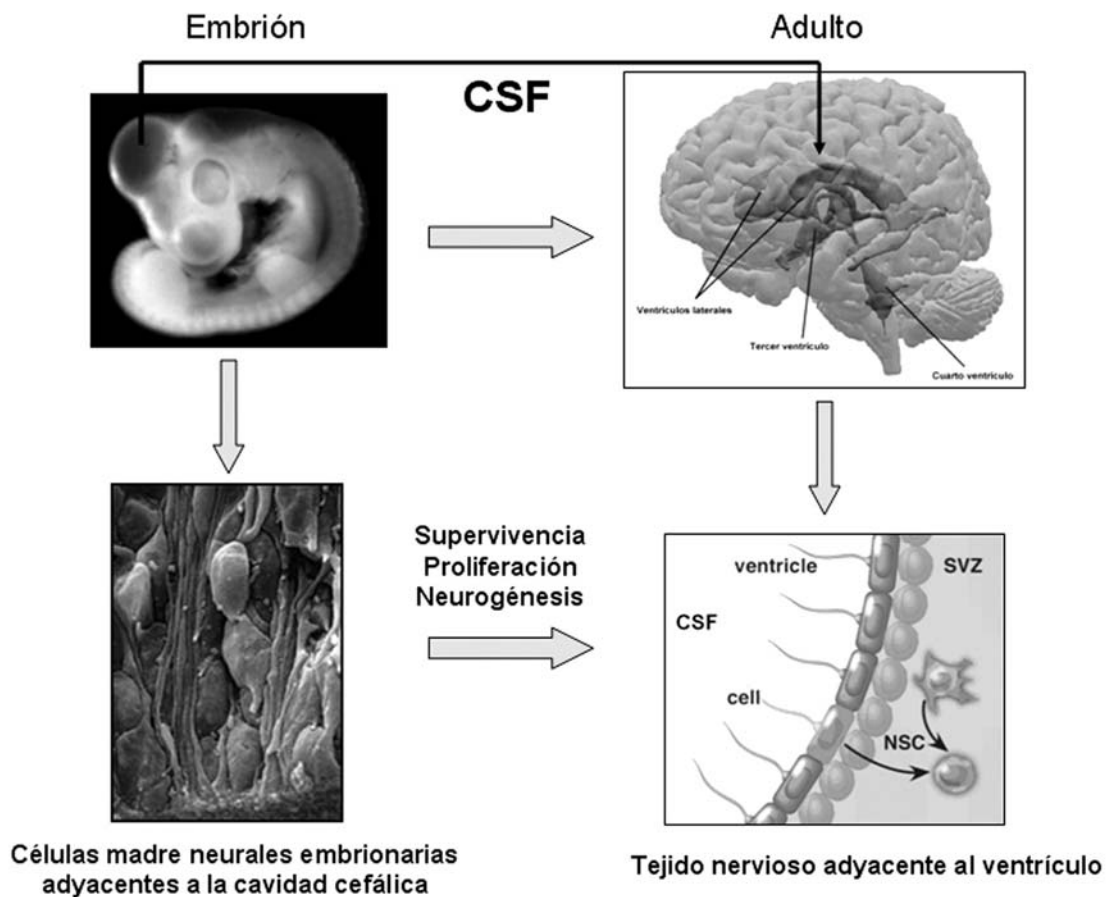 Embrión
Adulto
CSF
Ventrículos laterales
Tercer ventrículo
Cuarto ventrículo
Supervivencia
Proliferación
Neurogénesis
ventricle
SVZ
CSF
cell
NSC
Células madre neurales embrionarias
adyacentes a la cavidad cefálica
Tejido nervioso adyacente al ventrículo